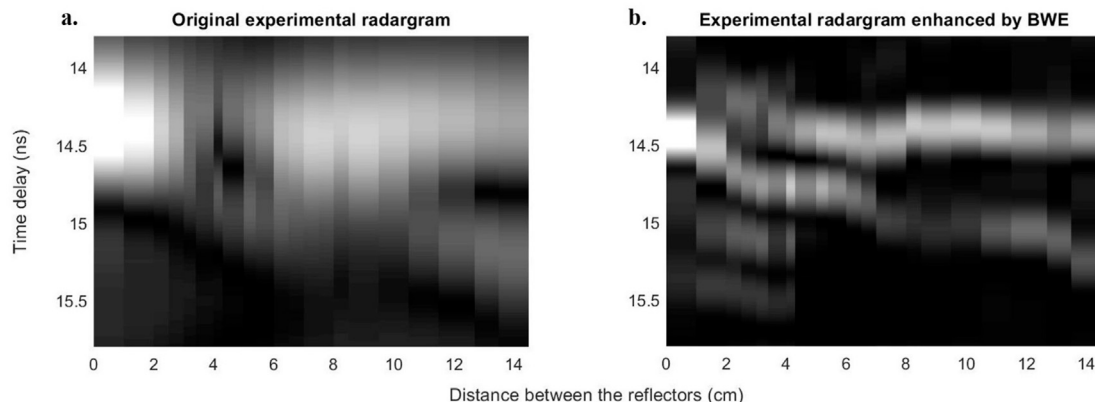 a.
Original experimental radargram
14
14.5
15
15.5
Time delay (ns)
0 2 4 6 8 10 12 14
b.
Experimental radargram enhanced by BWE
14
14.5
15
15.5
0 2 4 6 8 10 12 14
Distance between the reflectors (cm)